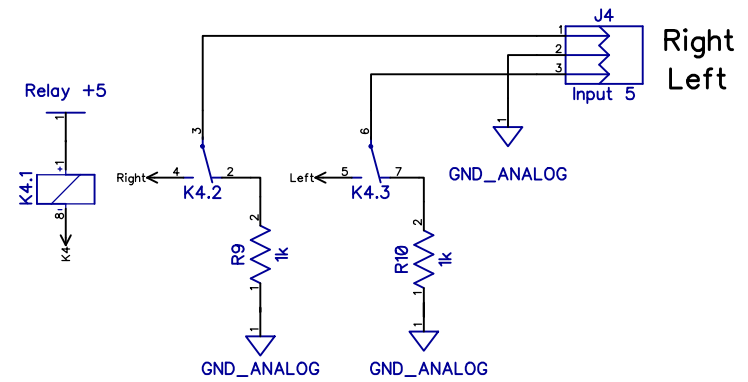 J4
1
2
3
Right
Left
Input 5
Relay +5
1
+1
K4.1
8-
K4
3
Right
4
2
K4.2
2
R9
1k
1
1
GND_ANALOG
6
Left
5
7
K4.3
2
R10
1k
1
1
GND_ANALOG
1
GND_ANALOG